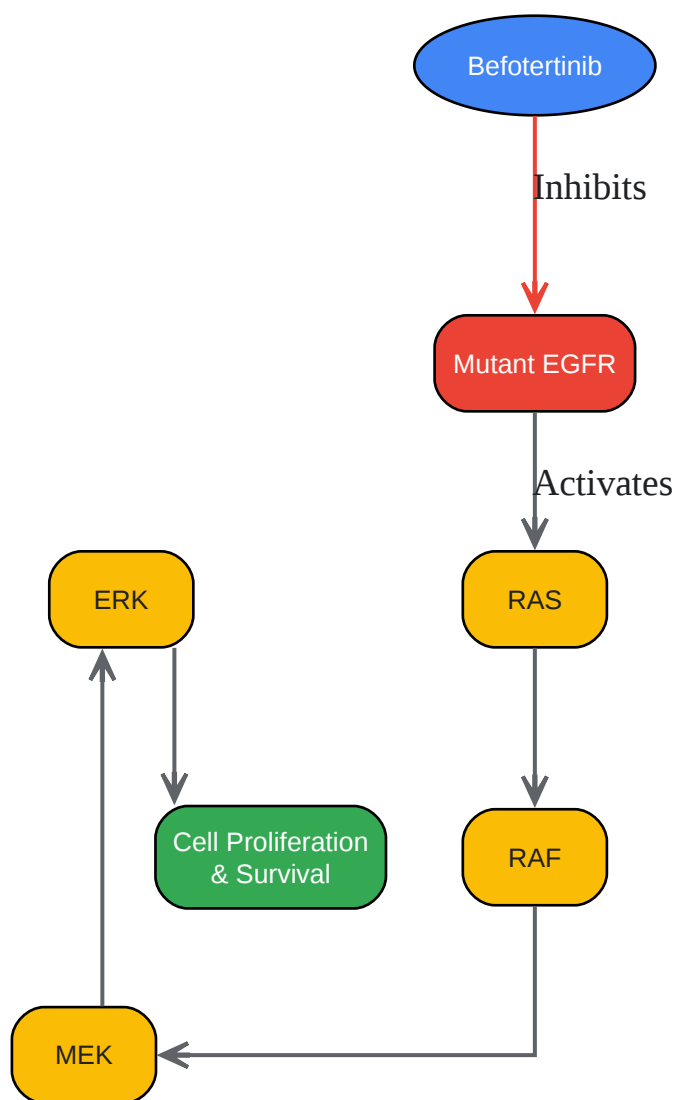 Befotertinib
Inhibits
Mutant EGFR
Activates
ERK
RAS
Cell Proliferation
& Survival
RAF
MEK